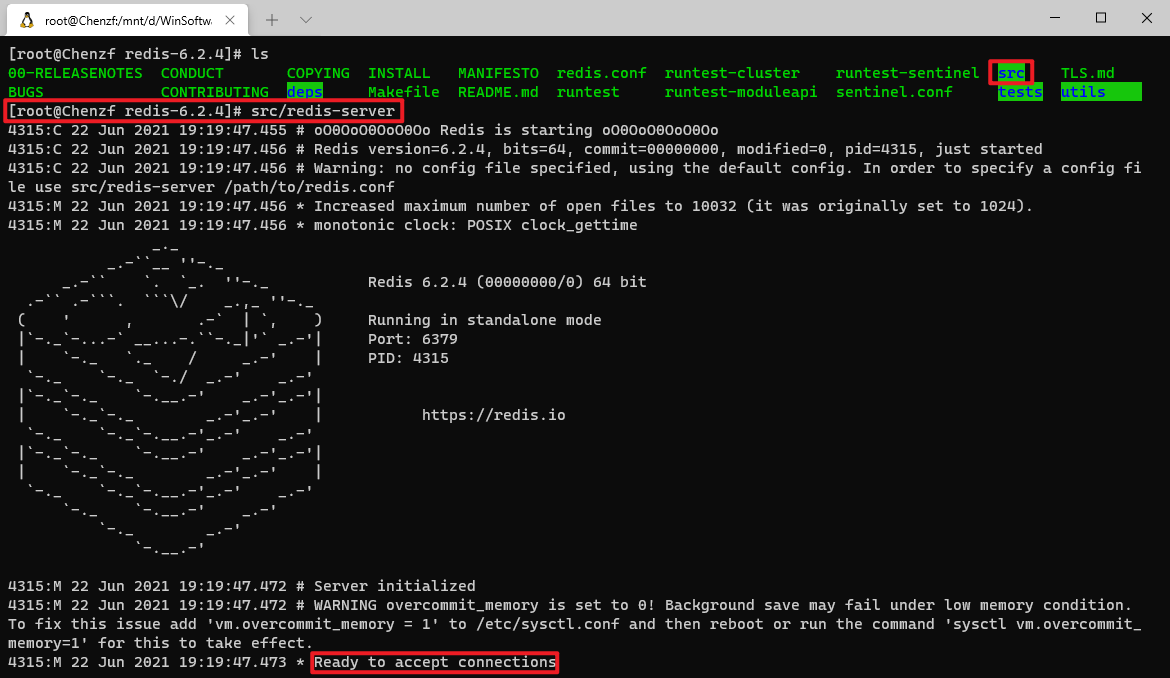 root@Chenzf:/mnt/d/WinSoftwa
[root@Chenzf redis-6.2.4]# ls
00-RELEASENOTES  CONDUCT       COPYING  INSTALL   MANIFESTO  redis.conf  runtest-cluster    runtest-sentinel  src    TLS.md
BUGS             CONTRIBUTING  deps     Makefile  README.md  runtest     runtest-moduleapi  sentinel.conf     tests  utils
[root@Chenzf redis-6.2.4]# src/redis-server
4315:C 22 Jun 2021 19:19:47.455 # oO0OoO0OoO0Oo Redis is starting oO0OoO0OoO0Oo
4315:C 22 Jun 2021 19:19:47.456 # Redis version=6.2.4, bits=64, commit=00000000, modified=0, pid=4315, just started
4315:C 22 Jun 2021 19:19:47.456 # Warning: no config file specified, using the default config. In order to specify a config fi
le use src/redis-server /path/to/redis.conf
4315:M 22 Jun 2021 19:19:47.456 * Increased maximum number of open files to 10032 (it was originally set to 1024).
4315:M 22 Jun 2021 19:19:47.456 * monotonic clock: POSIX clock_gettime
Redis 6.2.4 (00000000/0) 64 bit
Running in standalone mode
Port: 6379
PID: 4315
https://redis.io
4315:M 22 Jun 2021 19:19:47.472 # Server initialized
4315:M 22 Jun 2021 19:19:47.472 # WARNING overcommit_memory is set to 0! Background save may fail under low memory condition.
To fix this issue add 'vm.overcommit_memory = 1' to /etc/sysctl.conf and then reboot or run the command 'sysctl vm.overcommit_
memory=1' for this to take effect.
4315:M 22 Jun 2021 19:19:47.473 * Ready to accept connections